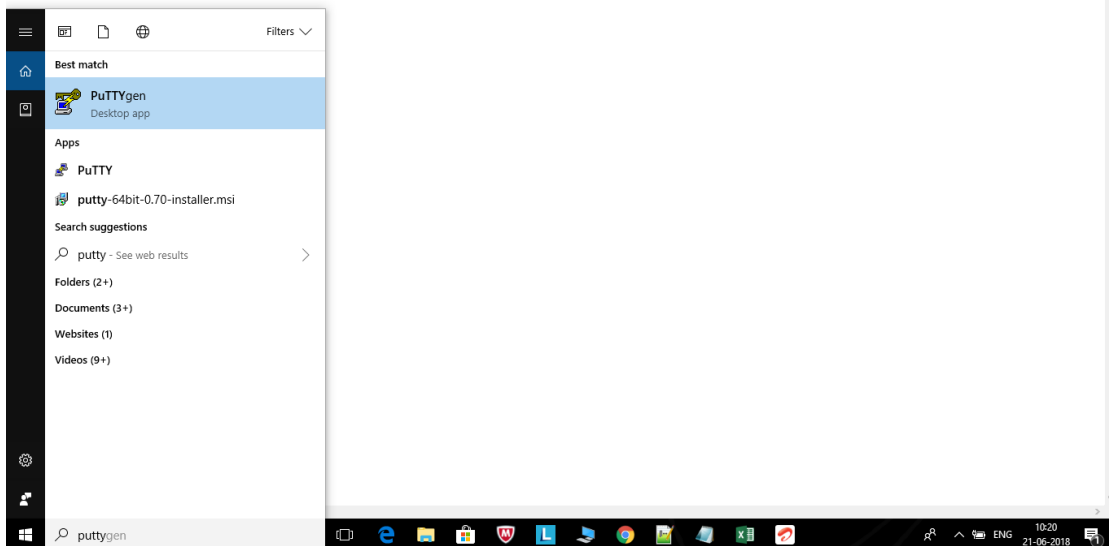 Filters
Best match
PuTTYgen
Desktop app
Apps
PuTTY
putty-64bit-0.70-installer.msi
Search suggestions
putty - See web results
Folders (2+)
Documents (3+)
Websites (1)
Videos (9+)
puttygen
L
ENG
10:20
21-06-2018
1